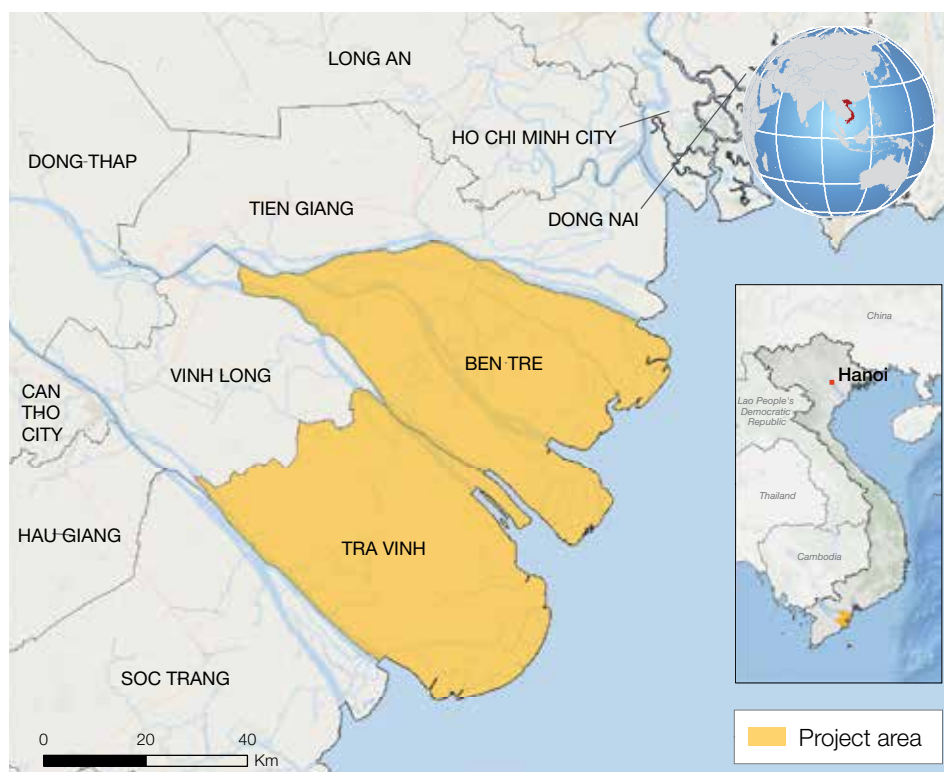 LONG AN
HO CHI MINH CITY
DONG THAP
TIEN GIANG
DONG NAI
BEN TRE
VINH LONG
CAN
THO
CITY
HAU GIANG
TRA VINH
SOC TRANG
0 20 40
Km
China
Hanoi
Lao People's
Democratic
Republic
Thailand
Cambodia
Project area